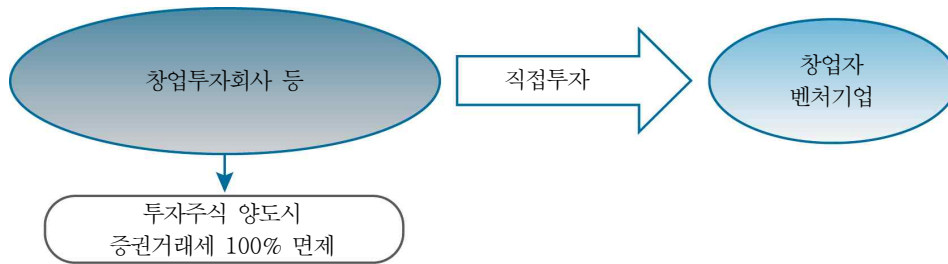 창업투자회사 등
직접투자
창업자
벤처기업
투자주식 양도시
증권거래세 100% 면제